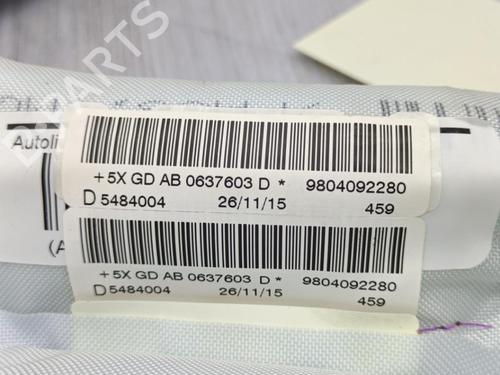 D PARTS
Autoli
+5X GD AB 0637603 D * 9804092280
D 5484004 26/11/15 459
+5X GD AB 0637603 D * 9804092280
D 5484004 26/11/15 459
(A